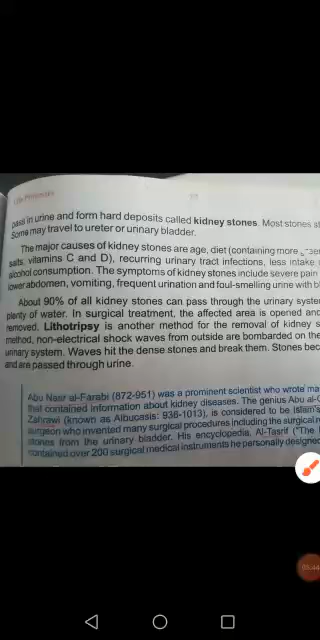 pass in urine and form hard deposits called kidney stones. Most stones
Some may travel to ureter or urinary bladder.
The major causes of kidney stones are age, diet (containing more
salts, vitamins C and D), recurring urinary tract infections, less intake
alcohol consumption. The symptoms of kidney stones include severe pain
lower abdomen, vomiting, frequent urination and foul-smelling urine with
About 90% of all kidney stones can pass through the urinary
plenty of water. In surgical treatment, the affected area is opened and
removed. Lithotripsy is another method for the removal of kidney
method, non-electrical shock waves from outside are bombarded on the
urinary system. Waves hit the dense stones and break them. Stones
and are passed through urine.
Abu Nasr al-Farabi (872-951) was a prominent scientist who wrote
that contained information about kidney diseases. The genius Abu
Zahrawi (known as Albucasis: 936-1013), is considered to be Islam's
surgeon who invented many surgical procedures including the surgical
stones from the urinary bladder. His encyclopedia, Al-Tasrif ("The
contained over 200 surgical medical instruments he personally designed